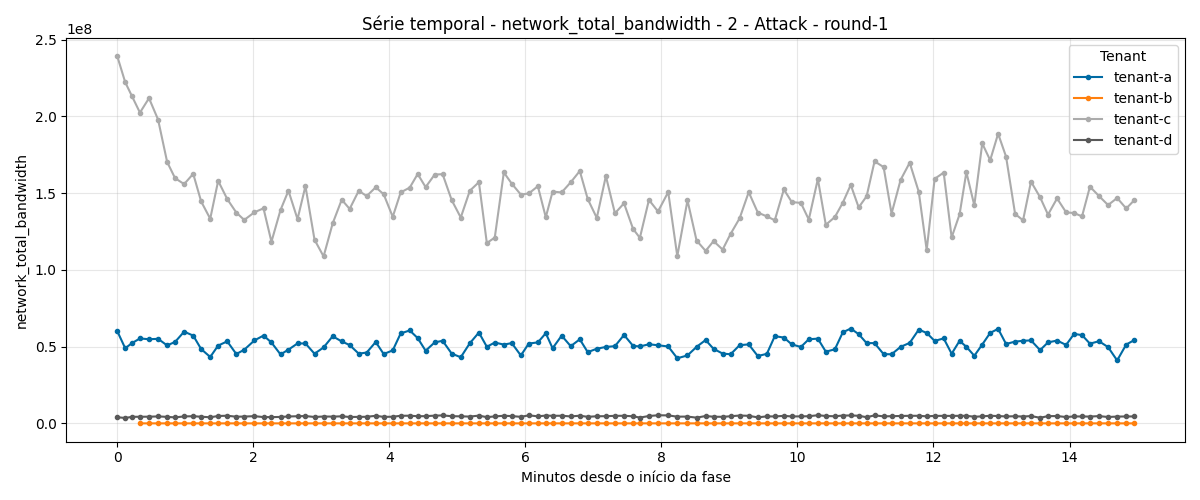 Série temporal - network_total_bandwidth - 2 - Attack - round-1
1e8
2.5
2.0
1.5
1.0
0.5
0.0
network_total_bandwidth
Tenant
tenant-a
tenant-b
tenant-c
tenant-d
0 2 4 6 8 10 12 14
Minutos desde o início da fase